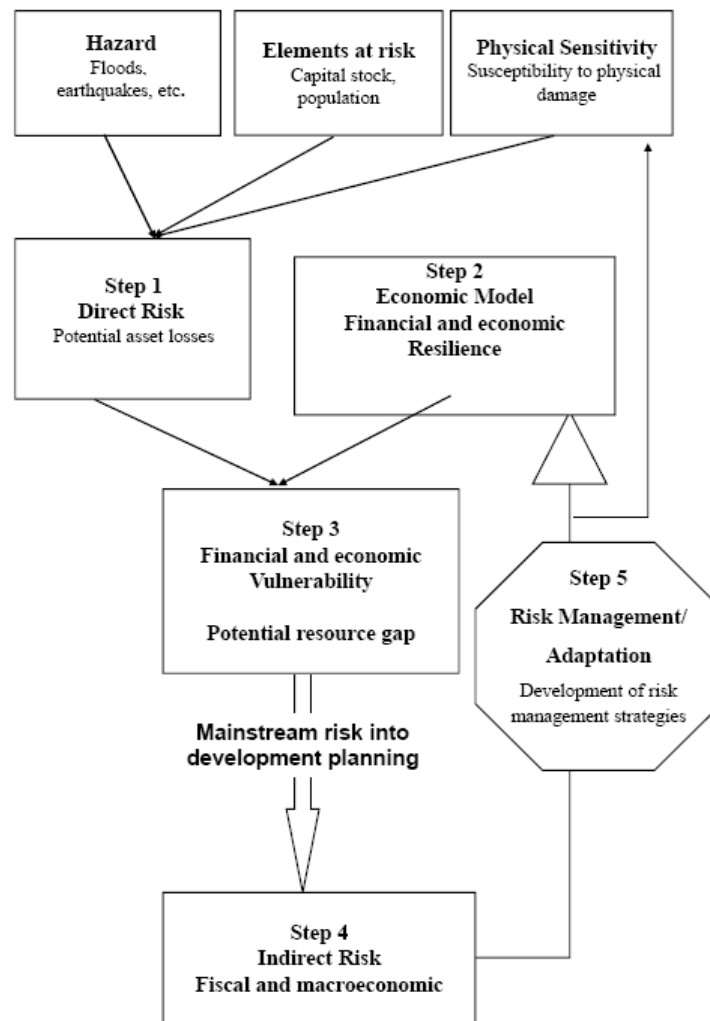 Hazard
Floods,
earthquakes, etc.
Elements at risk
Capital stock,
population
Physical Sensitivity
Susceptibility to physical
damage
Step 1
Direct Risk
Potential asset losses
Step 2
Economic Model
Financial and economic
Resilience
Step 3
Financial and economic
Vulnerability
Potential resource gap
Mainstream risk into
development planning
Step 5
Risk Management/
Adaptation
Development of risk
management strategies
Step 4
Indirect Risk
Fiscal and macroeconomic